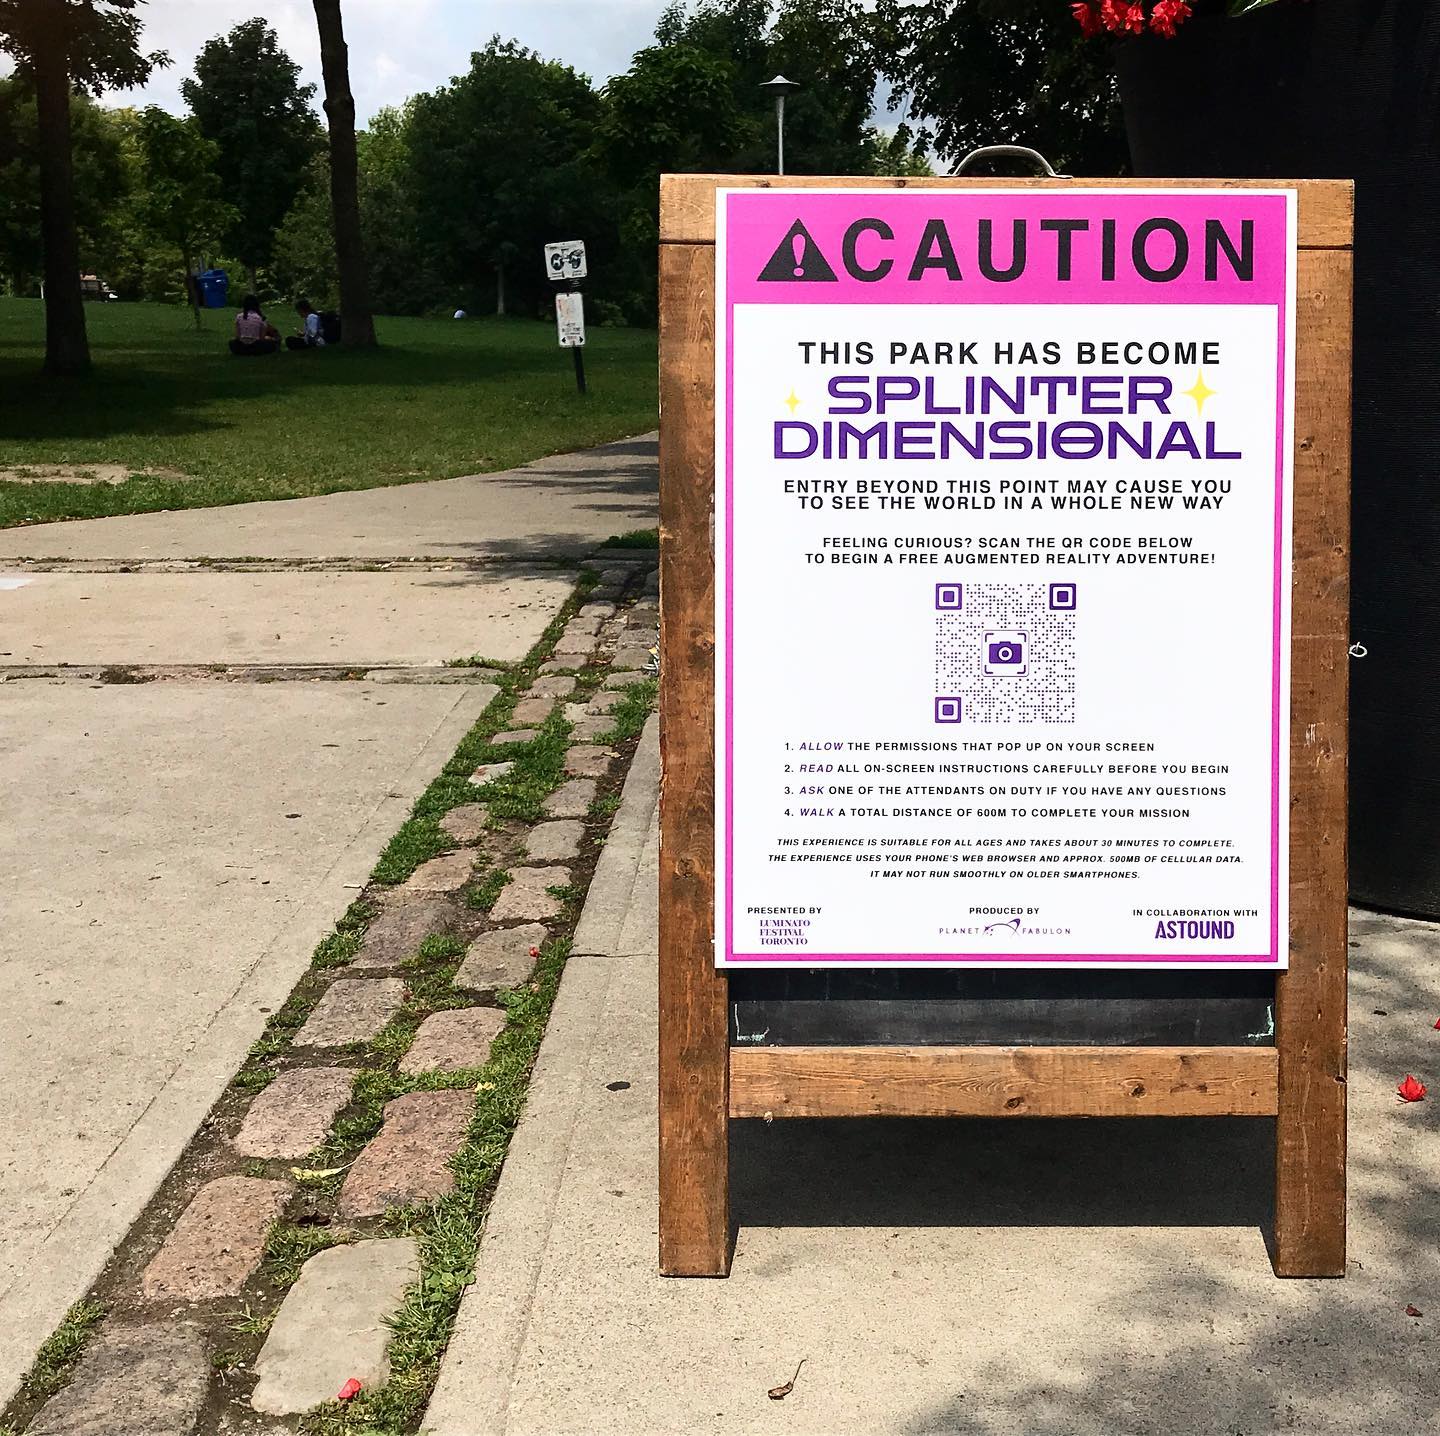 CAUTION
THIS PARK HAS BECOME
SPLINTER
DIMENSIONAL
ENTRY BEYOND THIS POINT MAY CAUSE YOU
TO SEE THE WORLD IN A WHOLE NEW WAY
FEELING CURIOUS? SCAN THE QR CODE BELOW
TO BEGIN A FREE AUGMENTED REALITY ADVENTURE!
1. ALLOW THE PERMISSIONS THAT POP UP ON YOUR SCREEN
2. READ ALL ON-SCREEN INSTRUCTIONS CAREFULLY BEFORE YOU BEGIN
3. ASK ONE OF THE ATTENDANTS ON DUTY IF YOU HAVE ANY QUESTIONS
4. WALK A TOTAL DISTANCE OF 600M TO COMPLETE YOUR MISSION
THIS EXPERIENCE IS SUITABLE FOR ALL AGES AND TAKES ABOUT 30 MINUTES TO COMPLETE.
THE EXPERIENCE USES YOUR PHONE'S WEB BROWSER AND APPROX. 500MB OF CELLULAR DATA.
IT MAY NOT RUN SMOOTHLY ON OLDER SMARTPHONES.
PRESENTED BY
LUMINATO
FESTIVAL
TORONTO
PRODUCED BY
PLANET FABULON
IN COLLABORATION WITH
ASTOUND